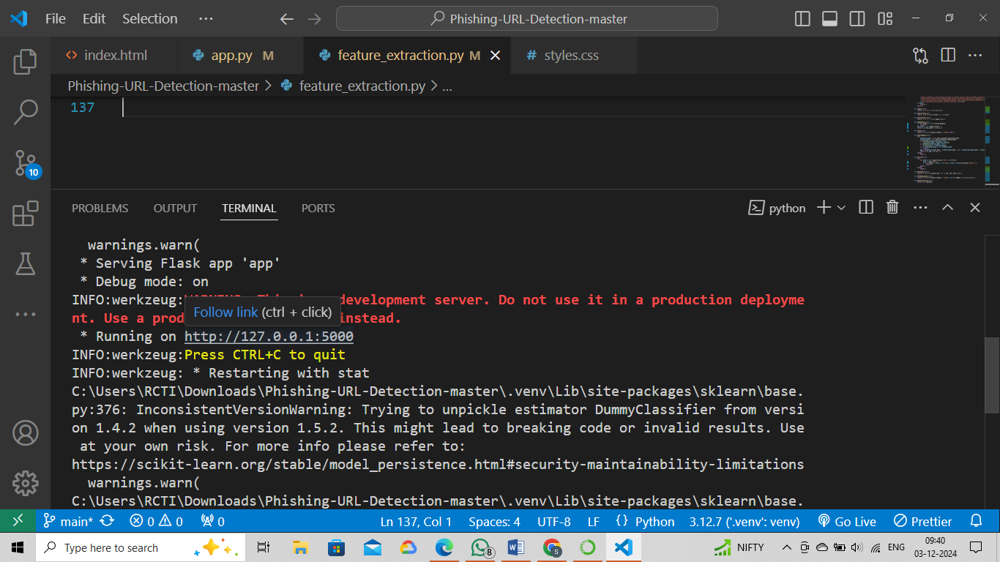 File Edit Selection ··· Phishing-URL-Detection-master
<> index.html app.py M feature_extraction.py M # styles.css ···
Phishing-URL-Detection-master > feature_extraction.py > ...
137
10
PROBLEMS OUTPUT TERMINAL PORTS python ···
warnings.warn(
* Serving Flask app 'app'
* Debug mode: on
INFO:werkzeug: development server. Do not use it in a production deployme
nt. Use a prod instead.
Follow link (ctrl + click)
* Running on http://127.0.0.1:5000
INFO:werkzeug:Press CTRL+C to quit
INFO:werkzeug: * Restarting with stat
C:\Users\RCTI\Downloads\Phishing-URL-Detection-master\.venv\Lib\site-packages\sklearn\base.
py:376: InconsistentVersionWarning: Trying to unpickle estimator DummyClassifier from versi
on 1.4.2 when using version 1.5.2. This might lead to breaking code or invalid results. Use
at your own risk. For more info please refer to:
https://scikit-learn.org/stable/model_persistence.html#security-maintainability-limitations
warnings.warn(
C:\Users\RCTI\Downloads\Phishing-URL-Detection-master\.venv\Lib\site-packages\sklearn\base.
main* 0 0 0 Ln 137, Col 1 Spaces: 4 UTF-8 LF {} Python 3.12.7 ('.venv': venv) Go Live Prettier
Type here to search 8 S NIFTY ENG 09:40
03-12-2024